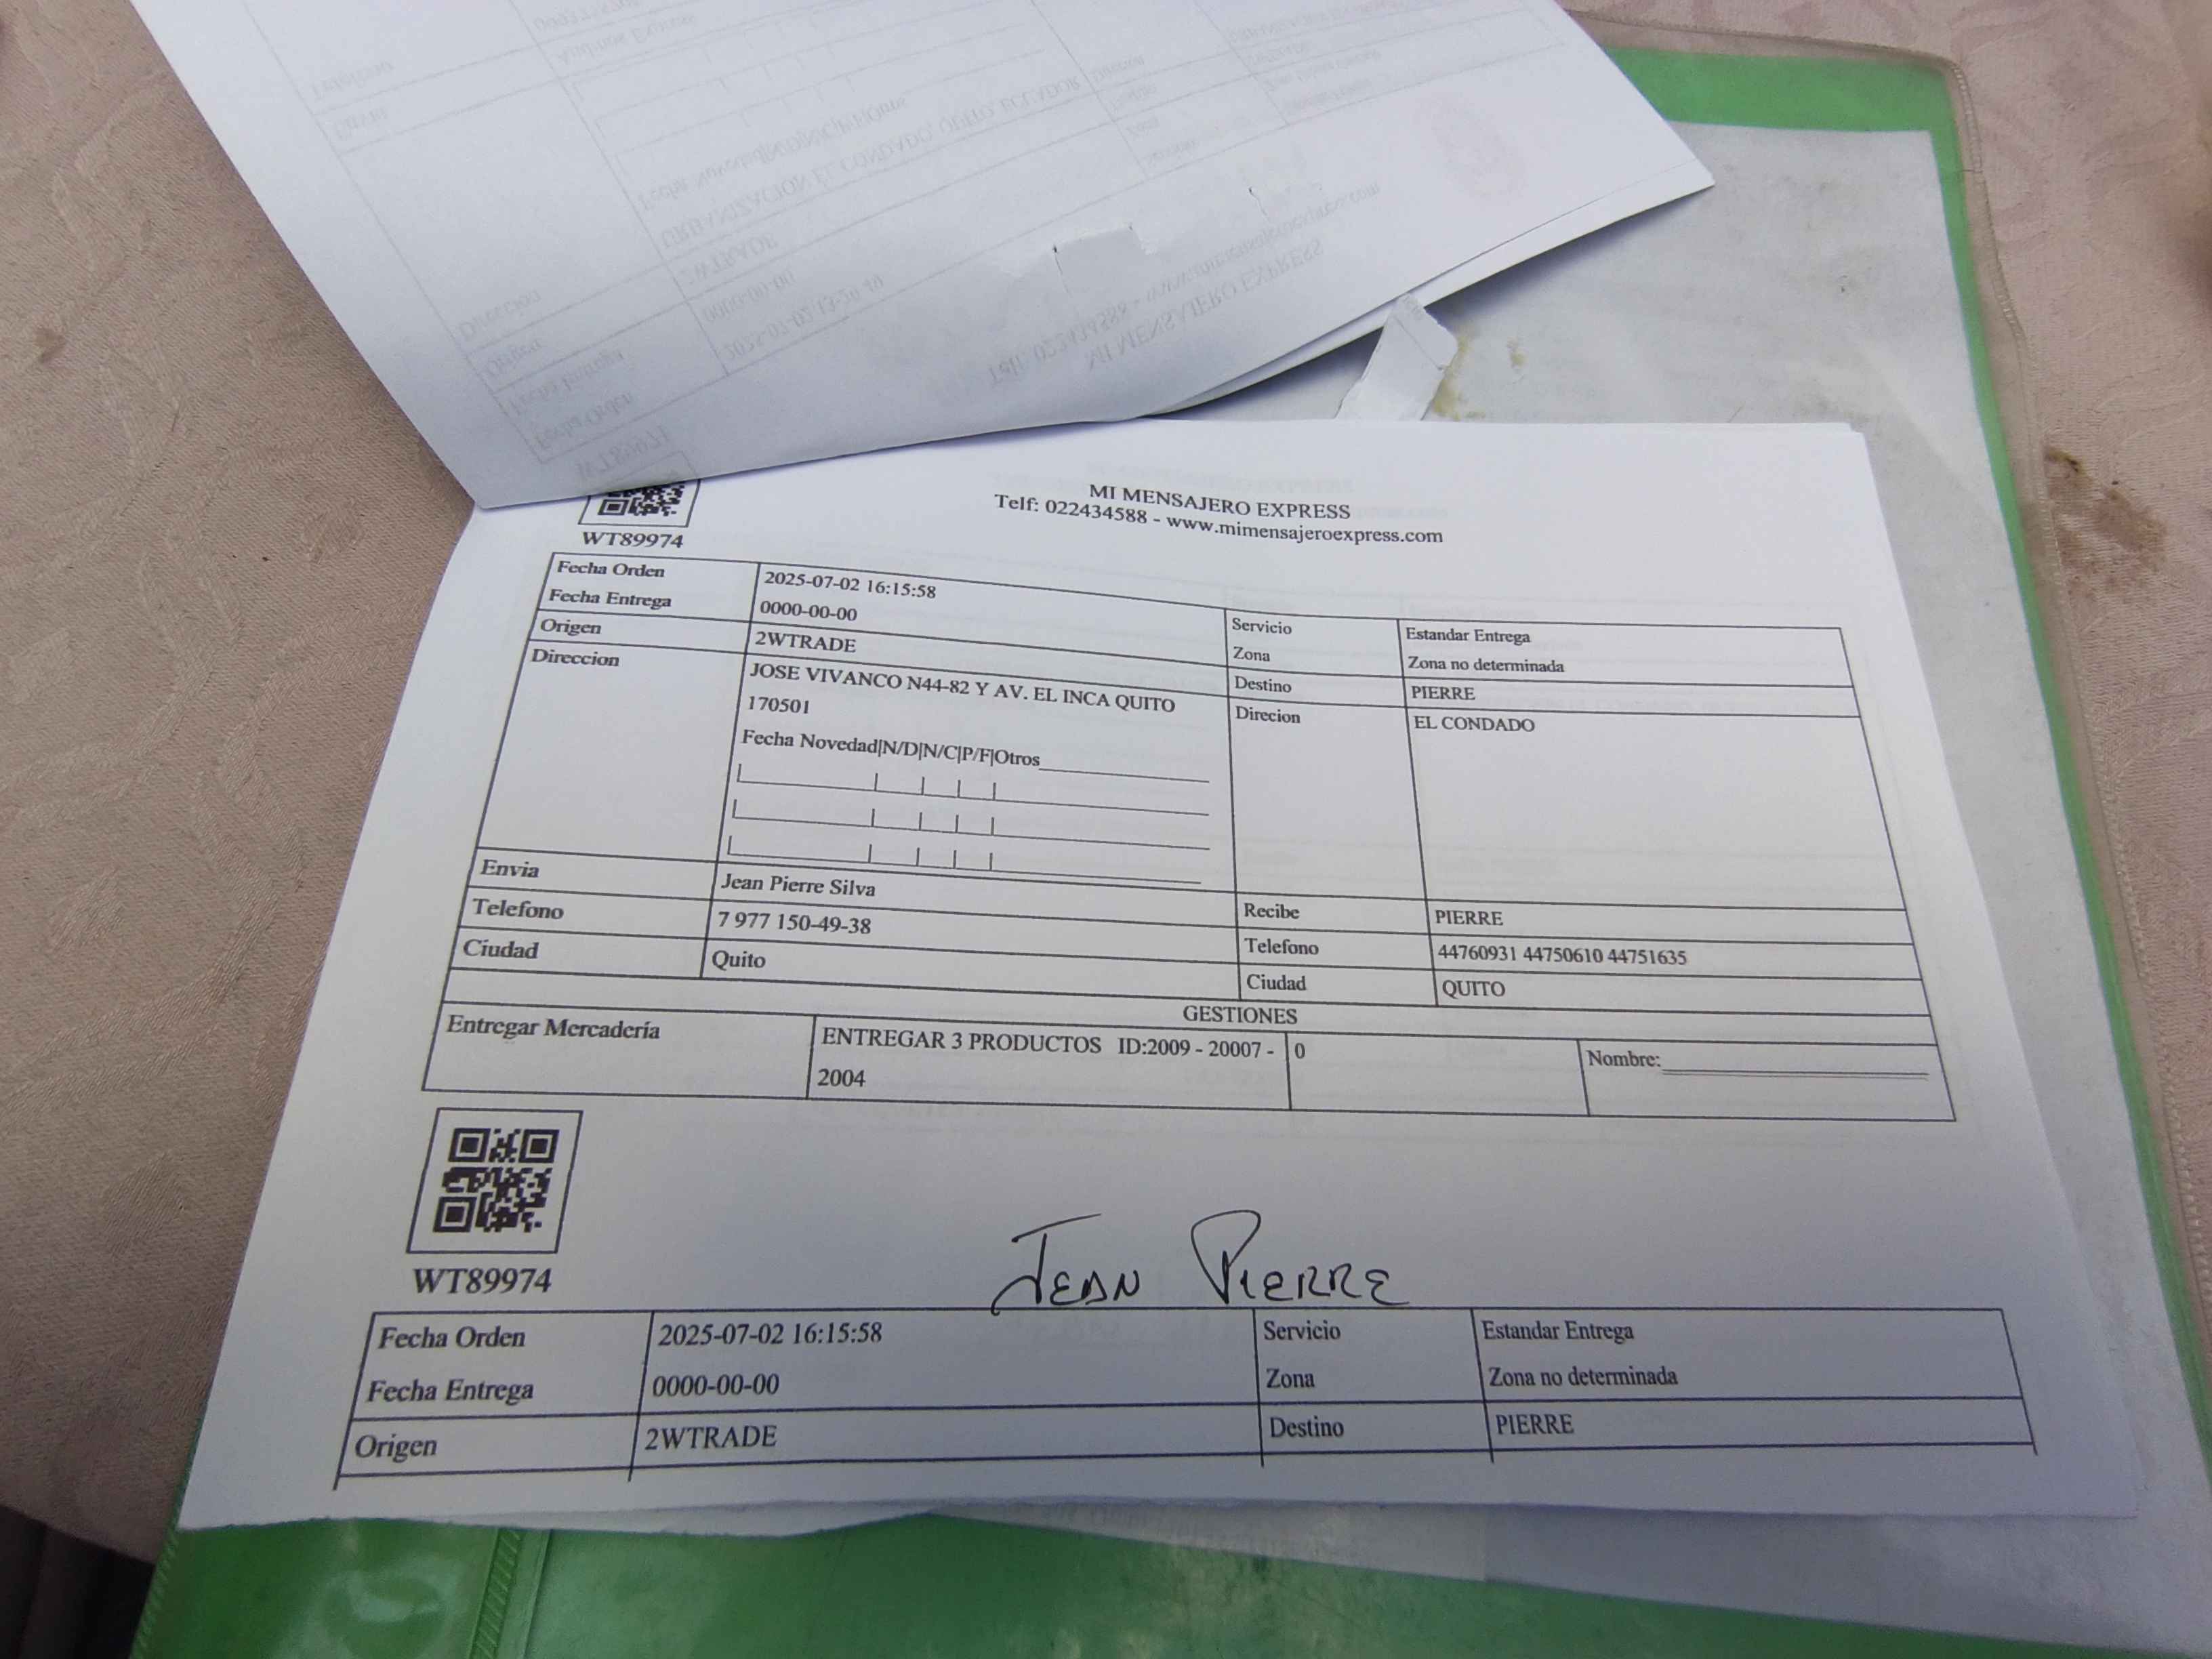 WT89974
MI MENSAJERO EXPRESS
Telf: 022434588 - www.mimensajeroexpress.com
Fecha Orden 2025-07-02 16:15:58 Servicio Estandar Entrega
Fecha Entrega 0000-00-00 Zona Zona no determinada
Origen 2WTRADE Destino PIERRE
Direccion JOSE VIVANCO N44-82 Y AV. EL INCA QUITO Direcion EL CONDADO
170501
Fecha Novedad|N/D|N/C|P/F|Otros
Envia Jean Pierre Silva Recibe PIERRE
Telefono 7 977 150-49-38 Telefono 44760931 44750610 44751635
Ciudad Quito Ciudad QUITO
GESTIONES
Entregar Mercaderia ENTREGAR 3 PRODUCTOS ID:2009 - 20007 - 0 Nombre:
2004
WT89974
JEAN PIERRE
Fecha Orden 2025-07-02 16:15:58 Servicio Estandar Entrega
Fecha Entrega 0000-00-00 Zona Zona no determinada
Origen 2WTRADE Destino PIERRE